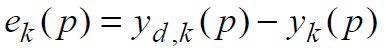 e_k(p) = y_{d,k}(p) − y_k(p)